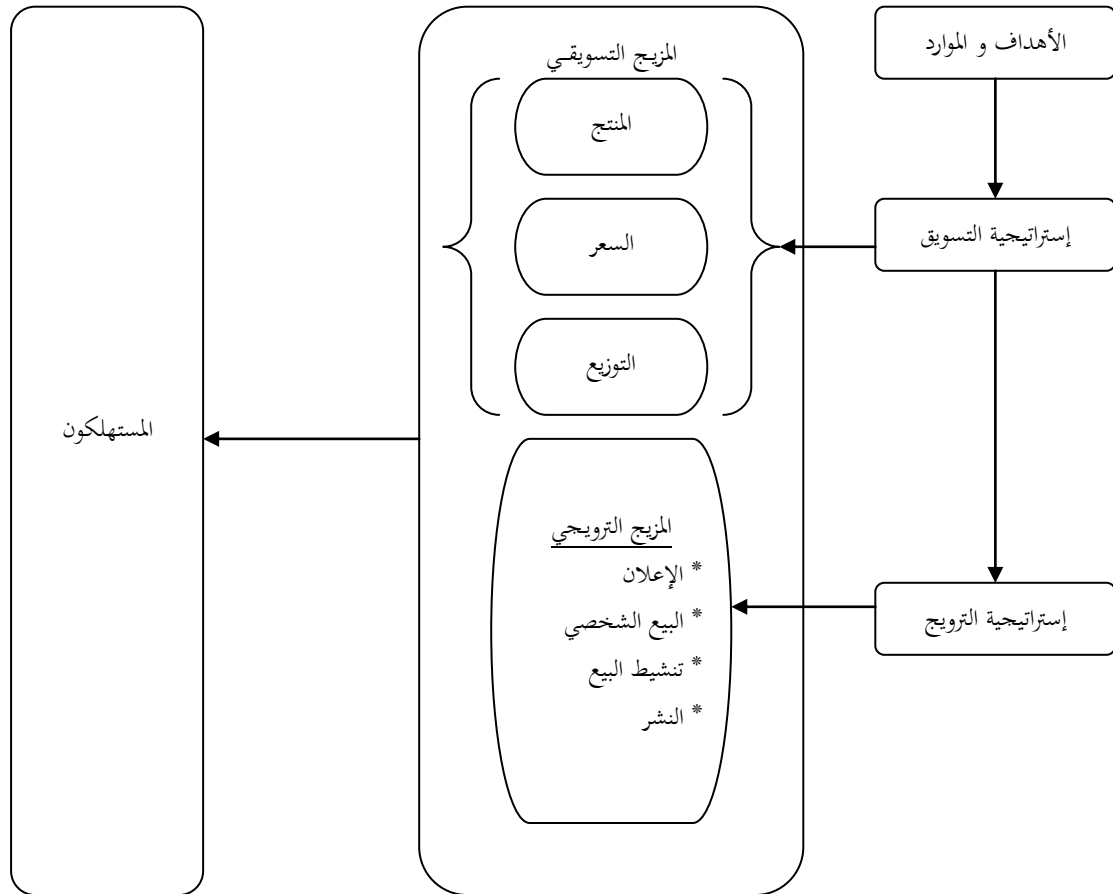 الأهداف و الموارد
إستراتيجية التسويق
إستراتيجية الترويج
المزيج التسويقي
المنتج
السعر
التوزيع
المزيج الترويجي
* الإعلان
* البيع الشخصي
* تنشيط البيع
* النشر
المستهلكون